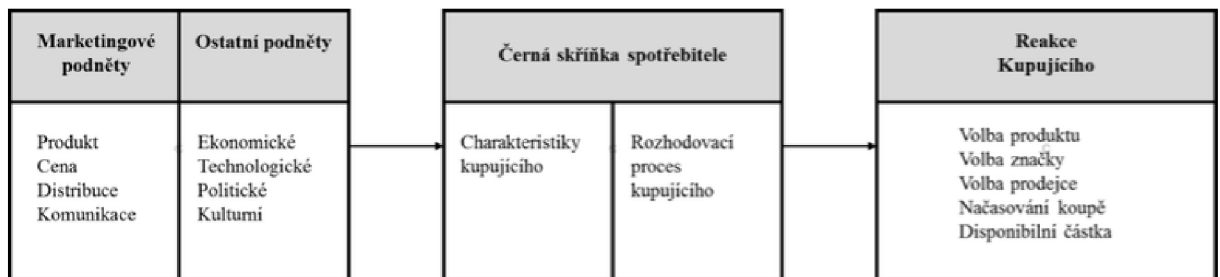 Marketingové
podněty
Ostatní podněty
Černá skříňka spotřebitele
Reakce
Kupujícího
Produkt
Cena
Distribuce
Komunikace
Ekonomické
Technologické
Politické
Kulturní
Charakteristiky
kupujícího
Rozhodovací
proces
kupujícího
Volba produktu
Volba značky
Volba prodejce
Načasování koupě
Disponibilní částka